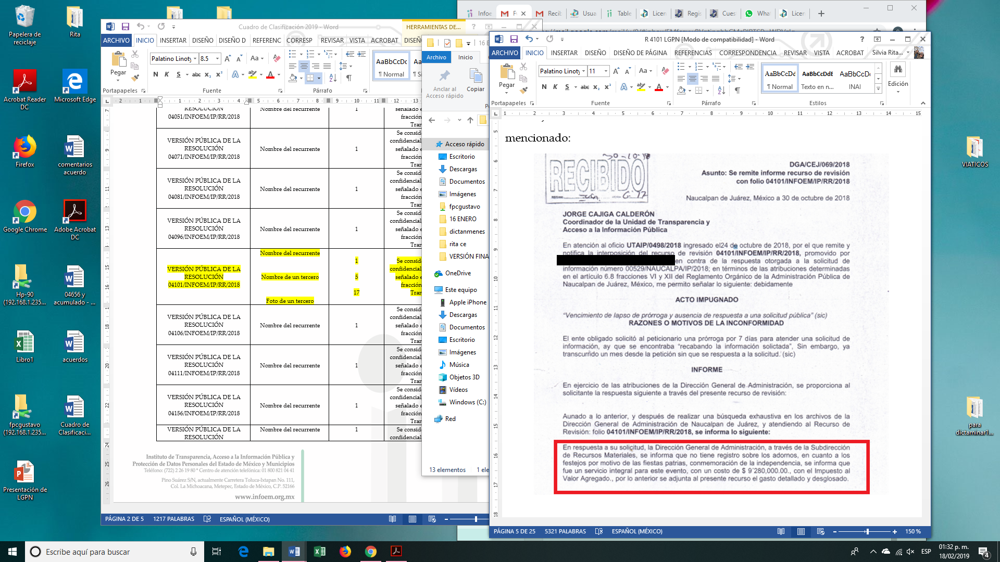 Papelera de reciclaje
Rita
Acrobat Reader DC
Microsoft Edge
Firefox
comentarios acuerdo
Google Chrome
Adobe Acrobat DC
Hp-90 (192.168.1.235...
04656 y acumulado - ...
Libro1
acuerdos
fpcgustavo (192.168.1.235...
Cuadro de Clasificaci...
Presentación de LGPN
VIATICOS
para dictaminar1...
Cuadro de Clasificación 2019 - Word
HERRAMIENTAS DE...
ARCHIVO INICIO INSERTAR DISEÑO DISEÑO D REFERENC CORRESP REVISAR VISTA ACROBAT DISEÑ
Pegar
Palatino Linoty 8.5
N K S abc x₂ x² A aby A
AaBbCcDc
¶ Normal
Portapapeles Fuente Párrafo
RESOLUCIÓN
04051/INFOEM/IP/RR/2018
Nombre del recurrente
1
señalado e
fracción
Tran
VERSIÓN PÚBLICA DE LA
RESOLUCIÓN
04071/INFOEM/IP/RR/2018
Nombre del recurrente
1
Se consid
confidencial
señalado e
fracción
Tran
VERSIÓN PÚBLICA DE LA
RESOLUCIÓN
04081/INFOEM/IP/RR/2018
Nombre del recurrente
1
Se consid
confidencial
señalado e
fracción
Tran
VERSIÓN PÚBLICA DE LA
RESOLUCIÓN
04096/INFOEM/IP/RR/2018
Nombre del recurrente
1
Se consid
confidencial
señalado e
fracción
Tran
VERSIÓN PÚBLICA DE LA
RESOLUCIÓN
04101/INFOEM/IP/RR/2018
Nombre del recurrente
Nombre de un tercero
Foto de un tercero
1
5
17
Se consid
confidencial
señalado e
fracción
Tran
VERSIÓN PÚBLICA DE LA
RESOLUCIÓN
04106/INFOEM/IP/RR/2018
Nombre del recurrente
1
Se consid
confidencial
señalado e
fracción
Tran
VERSIÓN PÚBLICA DE LA
RESOLUCIÓN
04111/INFOEM/IP/RR/2018
Nombre del recurrente
1
Se consid
confidencial
señalado e
fracción
Tran
VERSIÓN PÚBLICA DE LA
RESOLUCIÓN
04156/INFOEM/IP/RR/2018
Nombre del recurrente
1
Se consid
confidencial
señalado e
fracción
Tran
VERSIÓN PÚBLICA DE LA
RESOLUCIÓN
Nombre del recurrente
1
Se consid
confidencial
Instituto de Transparencia, Acceso a la Información Pública y
Protección de Datos Personales del Estado de México y Municipios
Teléfono: (722) 2 26 19 80 * Centro de atención telefónica: 01 800 821 04 41
Pino Suárez S/N, actualmente Carretera Toluca-Ixtapan No. 111,
Col. La Michoacana, Metepec, Estado de México, C.P. 52166
www.infoem.org.mx
PÁGINA 2 DE 5 1217 PALABRAS ESPAÑOL (MÉXICO)
16 E
Archivo Inicio
Anclar al
Acceso rápido
Copiar
Acceso rápido
Escritorio
Descargas
Documentos
Imágenes
fpcgustavo
16 ENERO
dictanmenes
rita ce
VERSIÓN FINA
OneDrive
Este equipo
Apple iPhone
Descargas
Documentos
Escritorio
Imágenes
Música
Objetos 3D
Vídeos
Windows (C:)
Red
13 elementos 1 ele
Infoe
Recib
Usua
Table
Licen
Regis
Cues
What
Licen
R 4101 LGPN [Modo de compatibilidad] - Word
ARCHIVO INICIO INSERTAR DISEÑO DISEÑO DE PÁGINA REFERENCIAS CORRESPONDENCIA REVISAR VISTA ACROBAT Silvia Rita...
Pegar
Palatino Linoty 11
N K S abc x₂ x² A aby A
AaBbCcDc
¶ Normal
AaBbCcDdE
Texto en n...
AaBbCcDc
INAI
Edición
Portapapeles Fuente Párrafo Estilos
mencionado:
RECIBIDO
DGA/CEJ/069/2018
Asunto: Se remite informe recurso de revisión
con folio 04101/INFOEM/IP/RR/2018
Naucalpan de Juárez, México a 30 de octubre de 2018
JORGE CAJIGA CALDERÓN
Coordinador de la Unidad de Transparencia y
Acceso a la Información Pública
En atención al oficio UTAIP/0498/2018 ingresado el24 de octubre de 2018, por el que remite y
notifica la interposición del recurso de revisión 04101/INFOEM/IP/RR/2018, promovido por
en contra de la respuesta otorgada a la solicitud de
información número 00529/NAUCALPA/IP/2018; en términos de las atribuciones determinadas
en el artículo 6.8 fracciones VI y XII del Reglamento Orgánico de la Administración Pública de
Naucalpan de Juárez, México, me permito señalar lo siguiente: debidamente
ACTO IMPUGNADO
“Vencimiento de lapso de prórroga y ausencia de respuesta a una solicitud pública” (sic)
RAZONES O MOTIVOS DE LA INCONFORMIDAD
El ente obligado solicitó al peticionario una prórroga por 7 días para atender una solicitud de
información, ay que se encontraba “recabando la información solictada”, Sin embargo, ya
transcurrido un mes desde la petición sin que se respuesta a la solicitud. (sic)
INFORME
En ejercicio de las atribuciones de la Dirección General de Administración, se proporciona al
solicitante la respuesta siguiente a través del presente recurso de revisión:
Aunado a lo anterior, y después de realizar una búsqueda exhaustiva en los archivos de la
Dirección General de Administración de Naucalpan de Juárez, y atendiendo al Recurso de
Revisión: folio 04101/INFOEM/IP/RR/2018, se informa lo siguiente:
En respuesta a su solicitud, la Dirección General de Administración, a través de la Subdirección
de Recursos Materiales, se informa que no tiene registro sobre los adornos, en cuanto a los
festejos por motivo de las fiestas patrias, conmemoración de la independencia, se informa que
fue un servicio integral para este evento, con un costo de $ 9´280,000.00., con el Impuesto al
Valor Agregado., por lo anterior se adjunta al presente recurso el gasto detallado y desglosado.
PÁGINA 5 DE 25 5321 PALABRAS ESPAÑOL (MÉXICO) 150 %
Escribe aquí para buscar
ESP
01:32 p. m.
18/02/2019
4